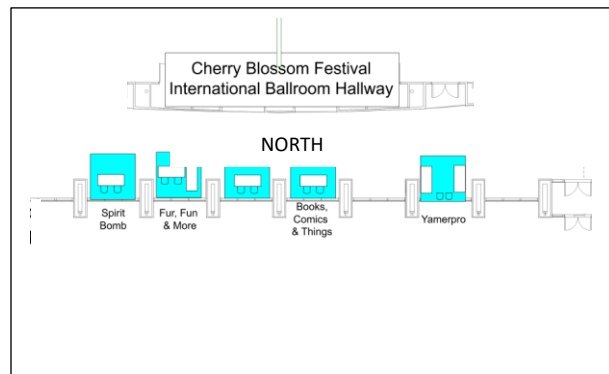 Cherry Blossom Festival
International Ballroom Hallway
NORTH
Spirit
Bomb
Fur, Fun
& More
Books,
Comics
& Things
Yamerpro